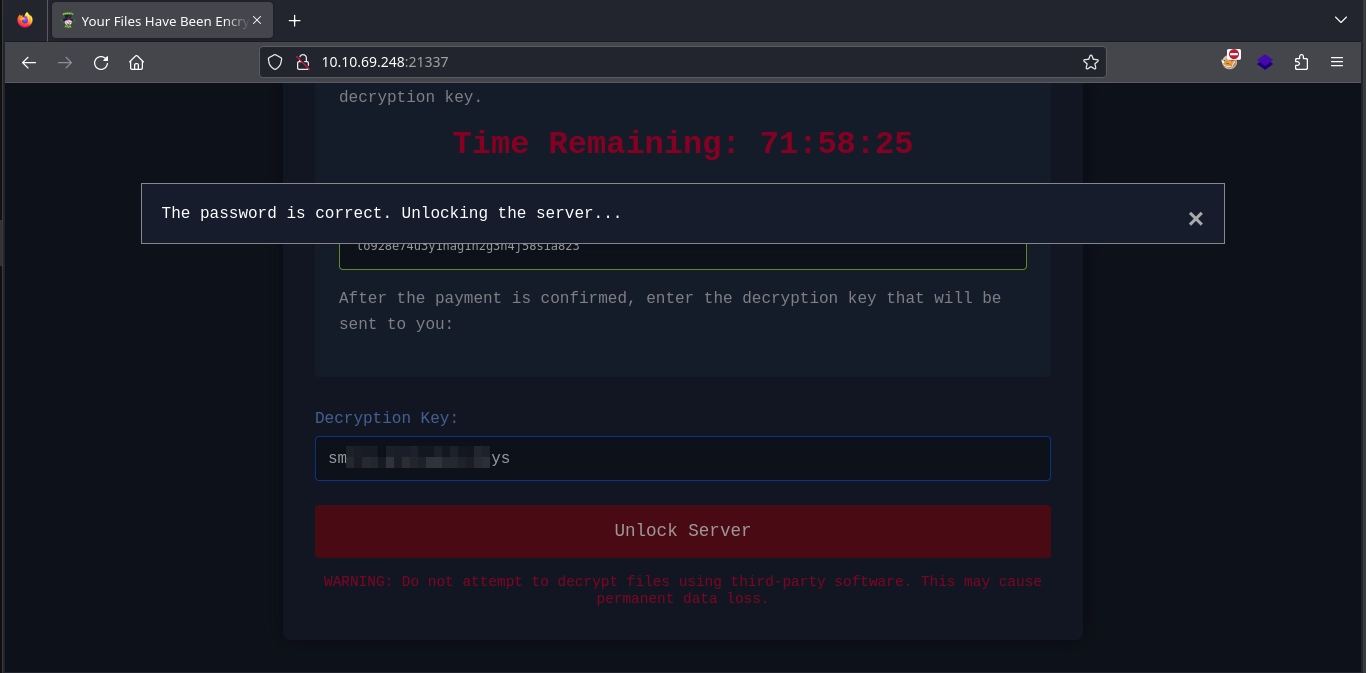 Your Files Have Been Encry
10.10.69.248:21337
decryption key.
Time Remaining: 71:58:25
The password is correct. Unlocking the server...
After the payment is confirmed, enter the decryption key that will be
sent to you:
Decryption Key:
sm ys
Unlock Server
WARNING: Do not attempt to decrypt files using third-party software. This may cause
permanent data loss.